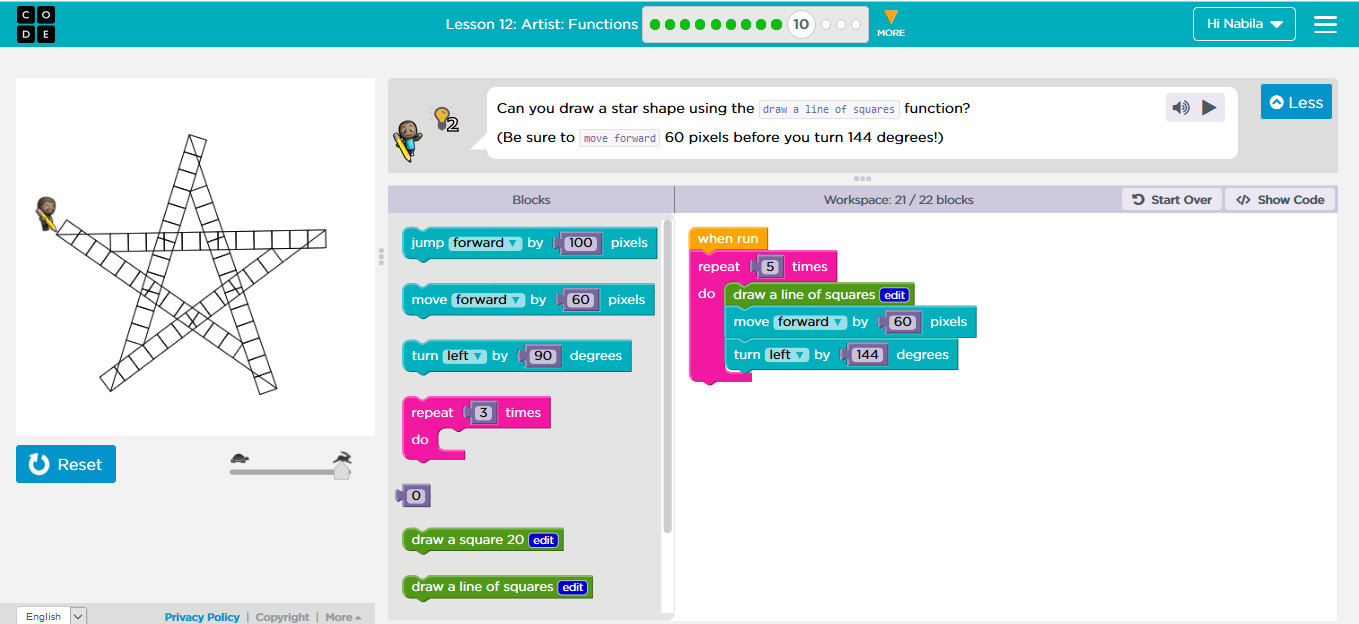 C O
D E
Lesson 12: Artist: Functions
10
MORE
Hi Nabila
2
Can you draw a star shape using the draw a line of squares function?
(Be sure to move forward 60 pixels before you turn 144 degrees!)
Less
Blocks
Workspace: 21 / 22 blocks
Start Over
</> Show Code
jump forward by 100 pixels
move forward by 60 pixels
turn left by 90 degrees
repeat 3 times
do
0
draw a square 20 edit
draw a line of squares edit
when run
repeat 5 times
do
draw a line of squares edit
move forward by 60 pixels
turn left by 144 degrees
Reset
English
Privacy Policy | Copyright | More